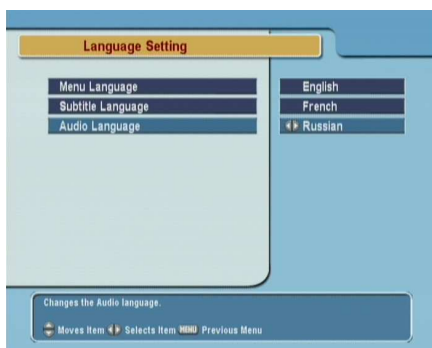 Language Setting
Menu Language English
Subtitle Language French
Audio Language Russian
Changes the Audio language.
Moves Item Selects Item MENU Previous Menu